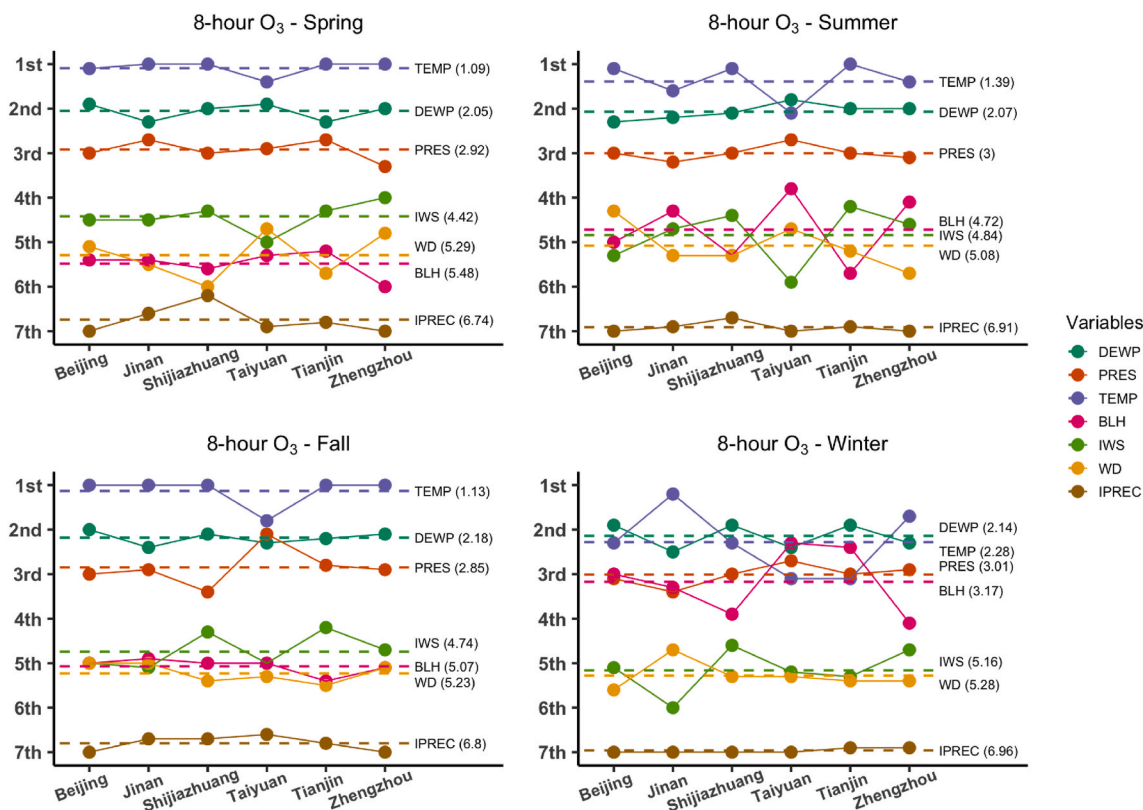 8-hour O₃ - Spring
1st
2nd
3rd
4th
5th
6th
7th
TEMP (1.09)
DEWP (2.05)
PRES (2.92)
IWS (4.42)
WD (5.29)
BLH (5.48)
IPREC (6.74)
Beijing
Jinan
Shijiazhuang
Taiyuan
Tianjin
Zhengzhou
8-hour O₃ - Summer
1st
2nd
3rd
4th
5th
6th
7th
TEMP (1.39)
DEWP (2.07)
PRES (3)
BLH (4.72)
IWS (4.84)
WD (5.08)
IPREC (6.91)
Beijing
Jinan
Shijiazhuang
Taiyuan
Tianjin
Zhengzhou
8-hour O₃ - Fall
1st
2nd
3rd
4th
5th
6th
7th
TEMP (1.13)
DEWP (2.18)
PRES (2.85)
IWS (4.74)
BLH (5.07)
WD (5.23)
IPREC (6.8)
Beijing
Jinan
Shijiazhuang
Taiyuan
Tianjin
Zhengzhou
8-hour O₃ - Winter
1st
2nd
3rd
4th
5th
6th
7th
DEWP (2.14)
TEMP (2.28)
PRES (3.01)
BLH (3.17)
IWS (5.16)
WD (5.28)
IPREC (6.96)
Beijing
Jinan
Shijiazhuang
Taiyuan
Tianjin
Zhengzhou
Variables
DEWP
PRES
TEMP
BLH
IWS
WD
IPREC